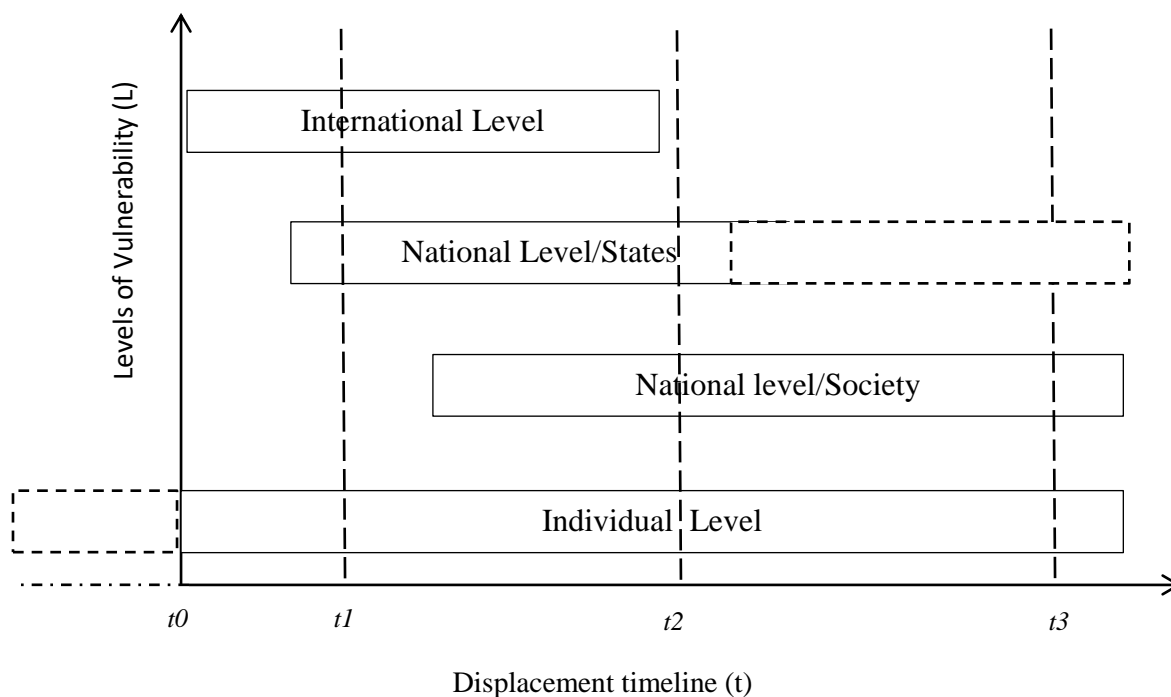 Levels of Vulnerability (L)
International Level
National Level/States
National level/Society
Individual Level
t0
t1
t2
t3
Displacement timeline (t)